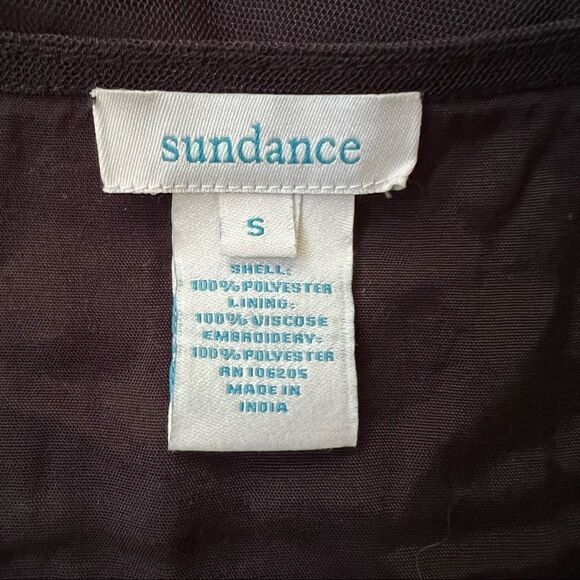 sundance
S
SHELL:
100% POLYESTER
LINING:
100% VISCOSE
EMBROIDERY:
100% POLYESTER
RN 106205
MADE IN
INDIA